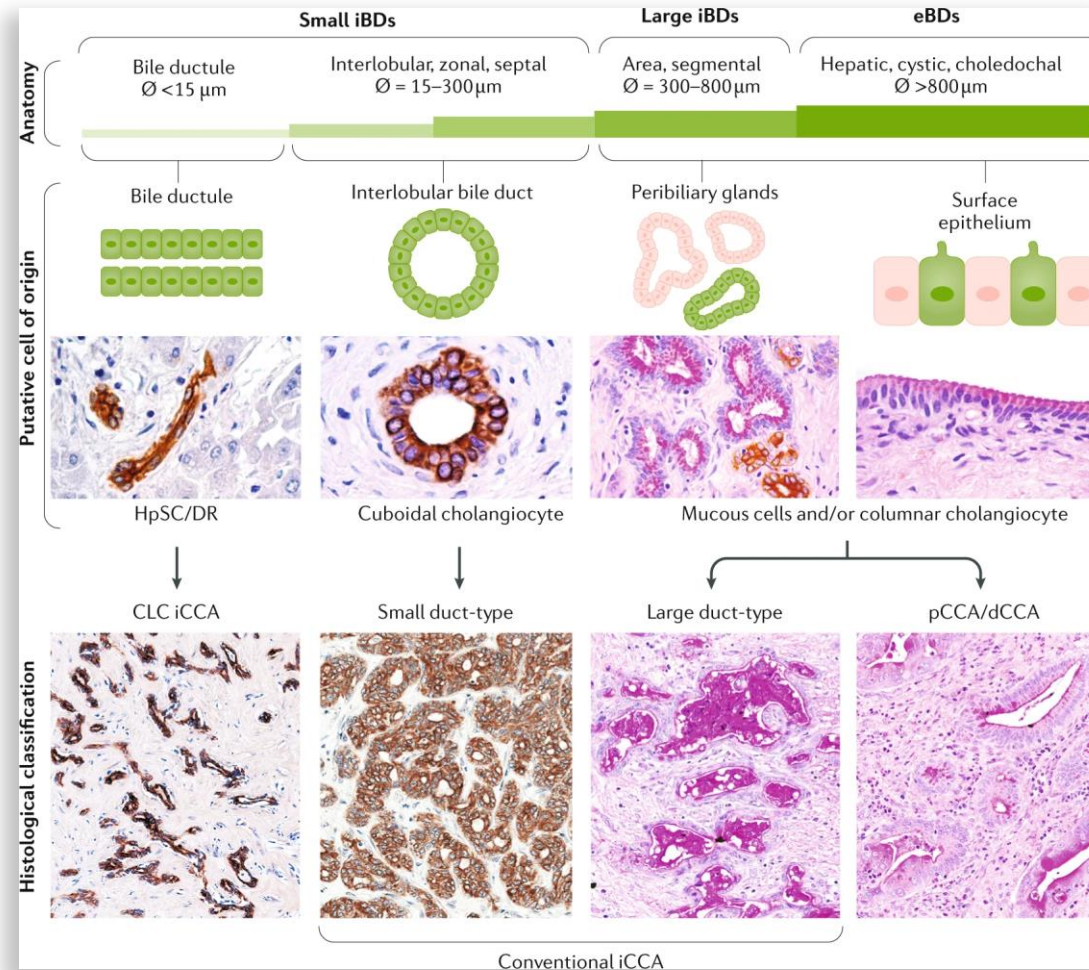 Small iBDs
Large iBDs
eBDs
Anatomy
Bile ductule
Ø <15 μm
Interlobular, zonal, septal
Ø = 15–300 μm
Area, segmental
Ø = 300–800 μm
Hepatic, cystic, choledochal
Ø >800 μm
Putative cell of origin
Bile ductule
Interlobular bile duct
Peribiliary glands
Surface
epithelium
HpSC/DR
Cuboidal cholangiocyte
Mucous cells and/or columnar cholangiocyte
Histological classification
CLC iCCA
Small duct-type
Large duct-type
pCCA/dCCA
Conventional iCCA